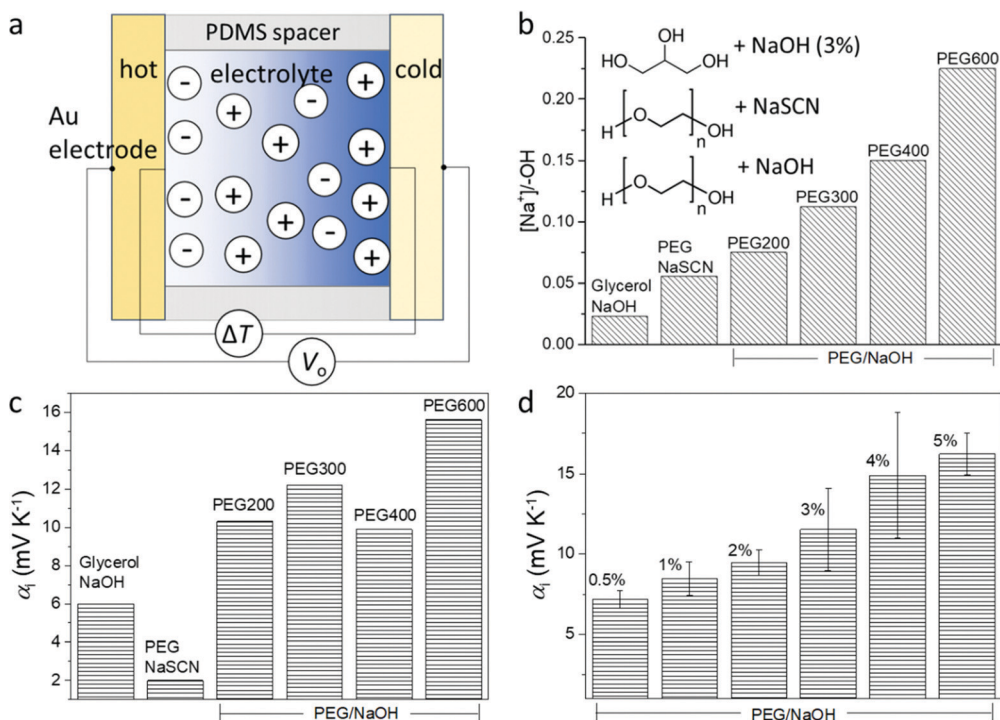 a
PDMS spacer
hot
electrolyte
cold
Au
electrode
- - - - - - - -
+ + + + + + + + + +
ΔT
Vo
b
[Na+]/-OH
0.25
0.20
0.15
0.10
0.05
0.00
OH
HO OH
+ NaOH (3%)
H O n OH
+ NaSCN
H O n OH
+ NaOH
Glycerol
NaOH
PEG
NaSCN
PEG200
PEG300
PEG400
PEG600
PEG/NaOH
c
αi (mV K-1)
16
14
12
10
8
6
4
2
Glycerol
NaOH
PEG
NaSCN
PEG200
PEG300
PEG400
PEG600
PEG/NaOH
d
αi (mV K-1)
20
15
10
5
0.5%
1%
2%
3%
4%
5%
PEG/NaOH